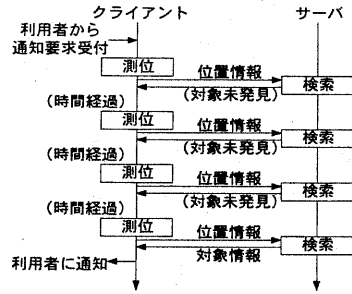 クライアント
サーバ
利用者から
通知要求受付
測位
位置情報
検索
(対象未発見)
(時間経過)
測位
位置情報
検索
(対象未発見)
(時間経過)
測位
位置情報
検索
(対象未発見)
(時間経過)
測位
位置情報
検索
対象情報
利用者に通知